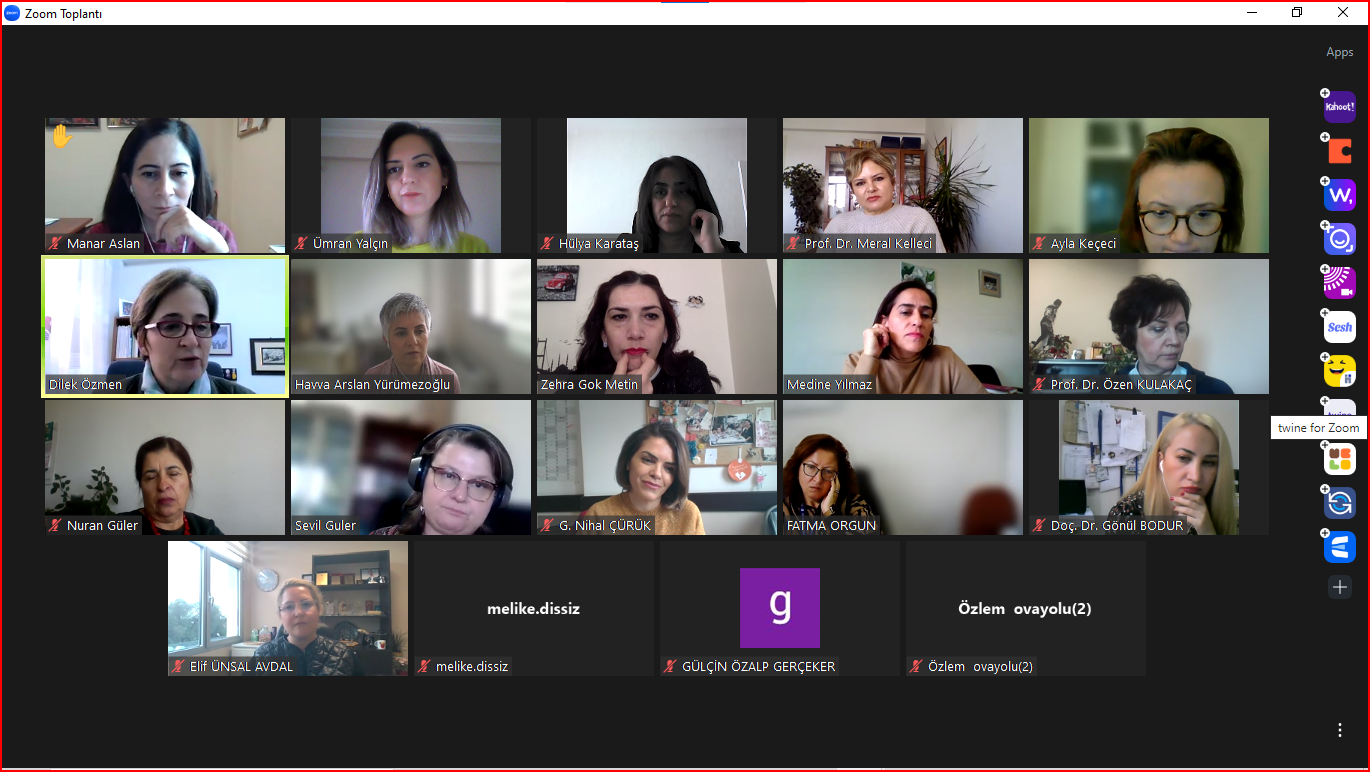 zoom
Zoom Toplantı
Apps
Kahoot!
Manar Aslan
Ümran Yalçın
Hülya Karataş
Prof. Dr. Meral Kelleci
Ayla Keçeci
W,
Dilek Özmen
Havva Arslan Yürümezoğlu
Zehra Gok Metin
Medine Yılmaz
Prof. Dr. Özen KULAKAÇ
Sesh
twine for Zoom
Nuran Güler
Sevil Guler
G. Nihal ÇÜRÜK
FATMA ORGUN
Doç. Dr. Gönül BODUR
melike.dissiz
g
Özlem ovayolu(2)
Elif ÜNSAL AVDAL
melike.dissiz
GÜLÇİN ÖZALP GERÇEKER
Özlem ovayolu(2)